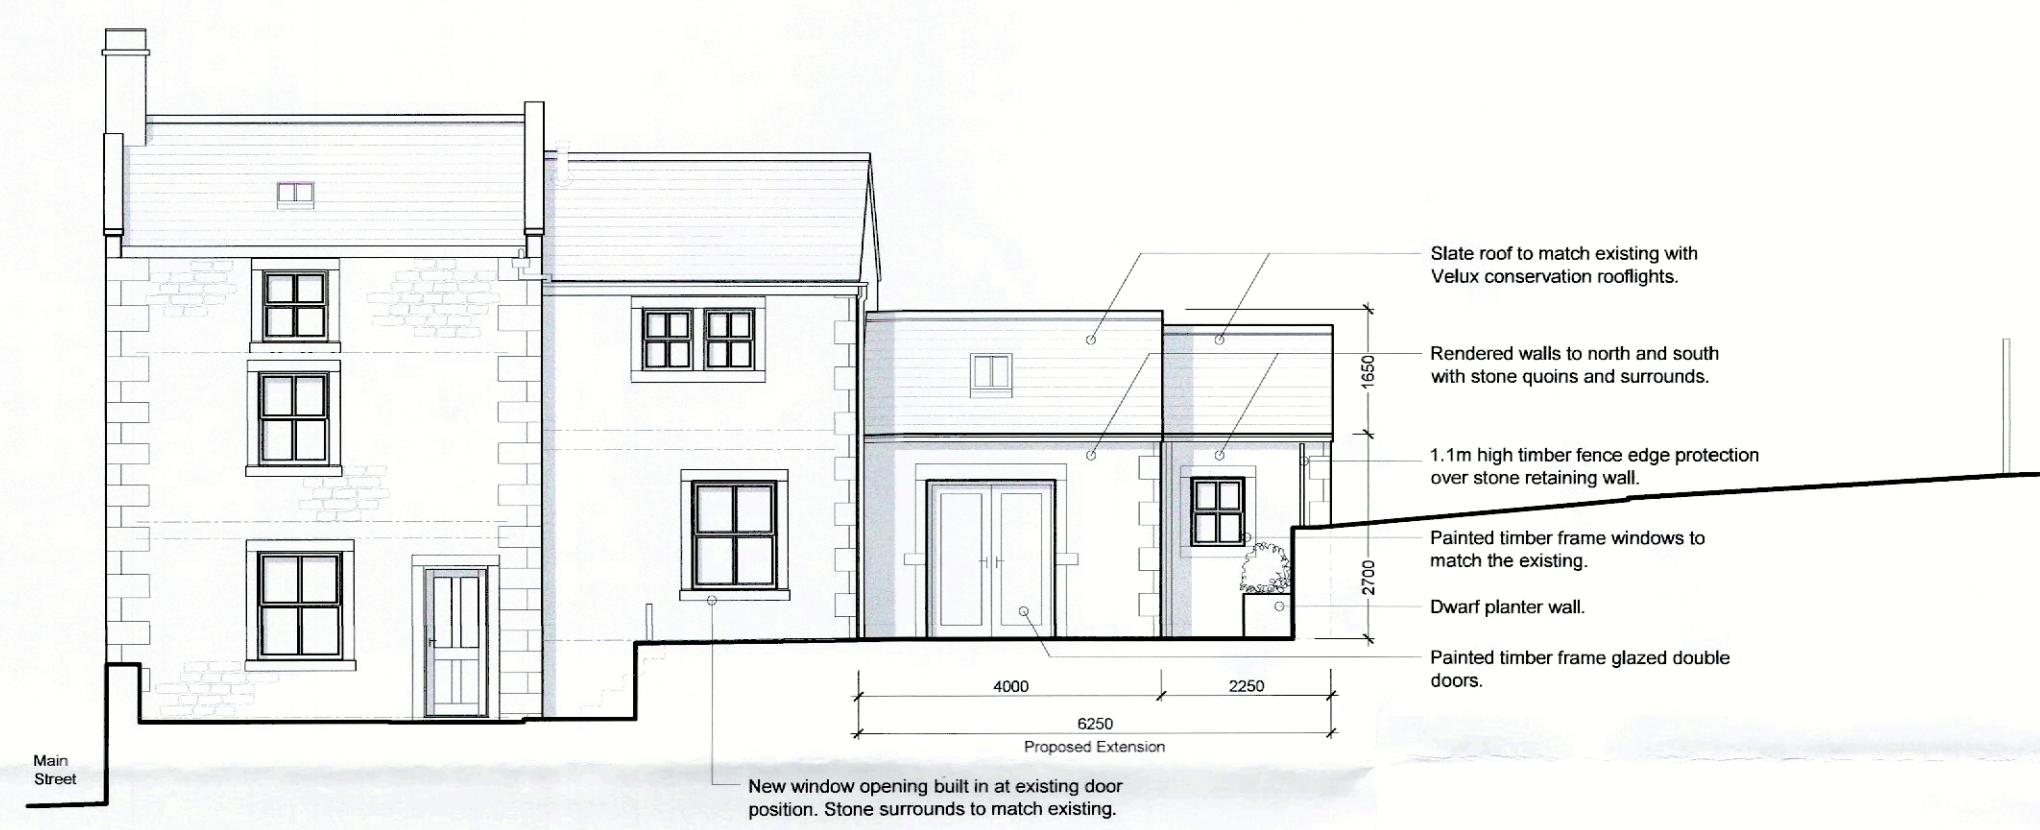 Slate roof to match existing with
Velux conservation rooflights.
Rendered walls to north and south
with stone quoins and surrounds.
1650
1.1m high timber fence edge protection
over stone retaining wall.
Painted timber frame windows to
match the existing.
2700
Dwarf planter wall.
Painted timber frame glazed double
doors.
4000
2250
6250
Proposed Extension
Main
Street
New window opening built in at existing door
position. Stone surrounds to match existing.